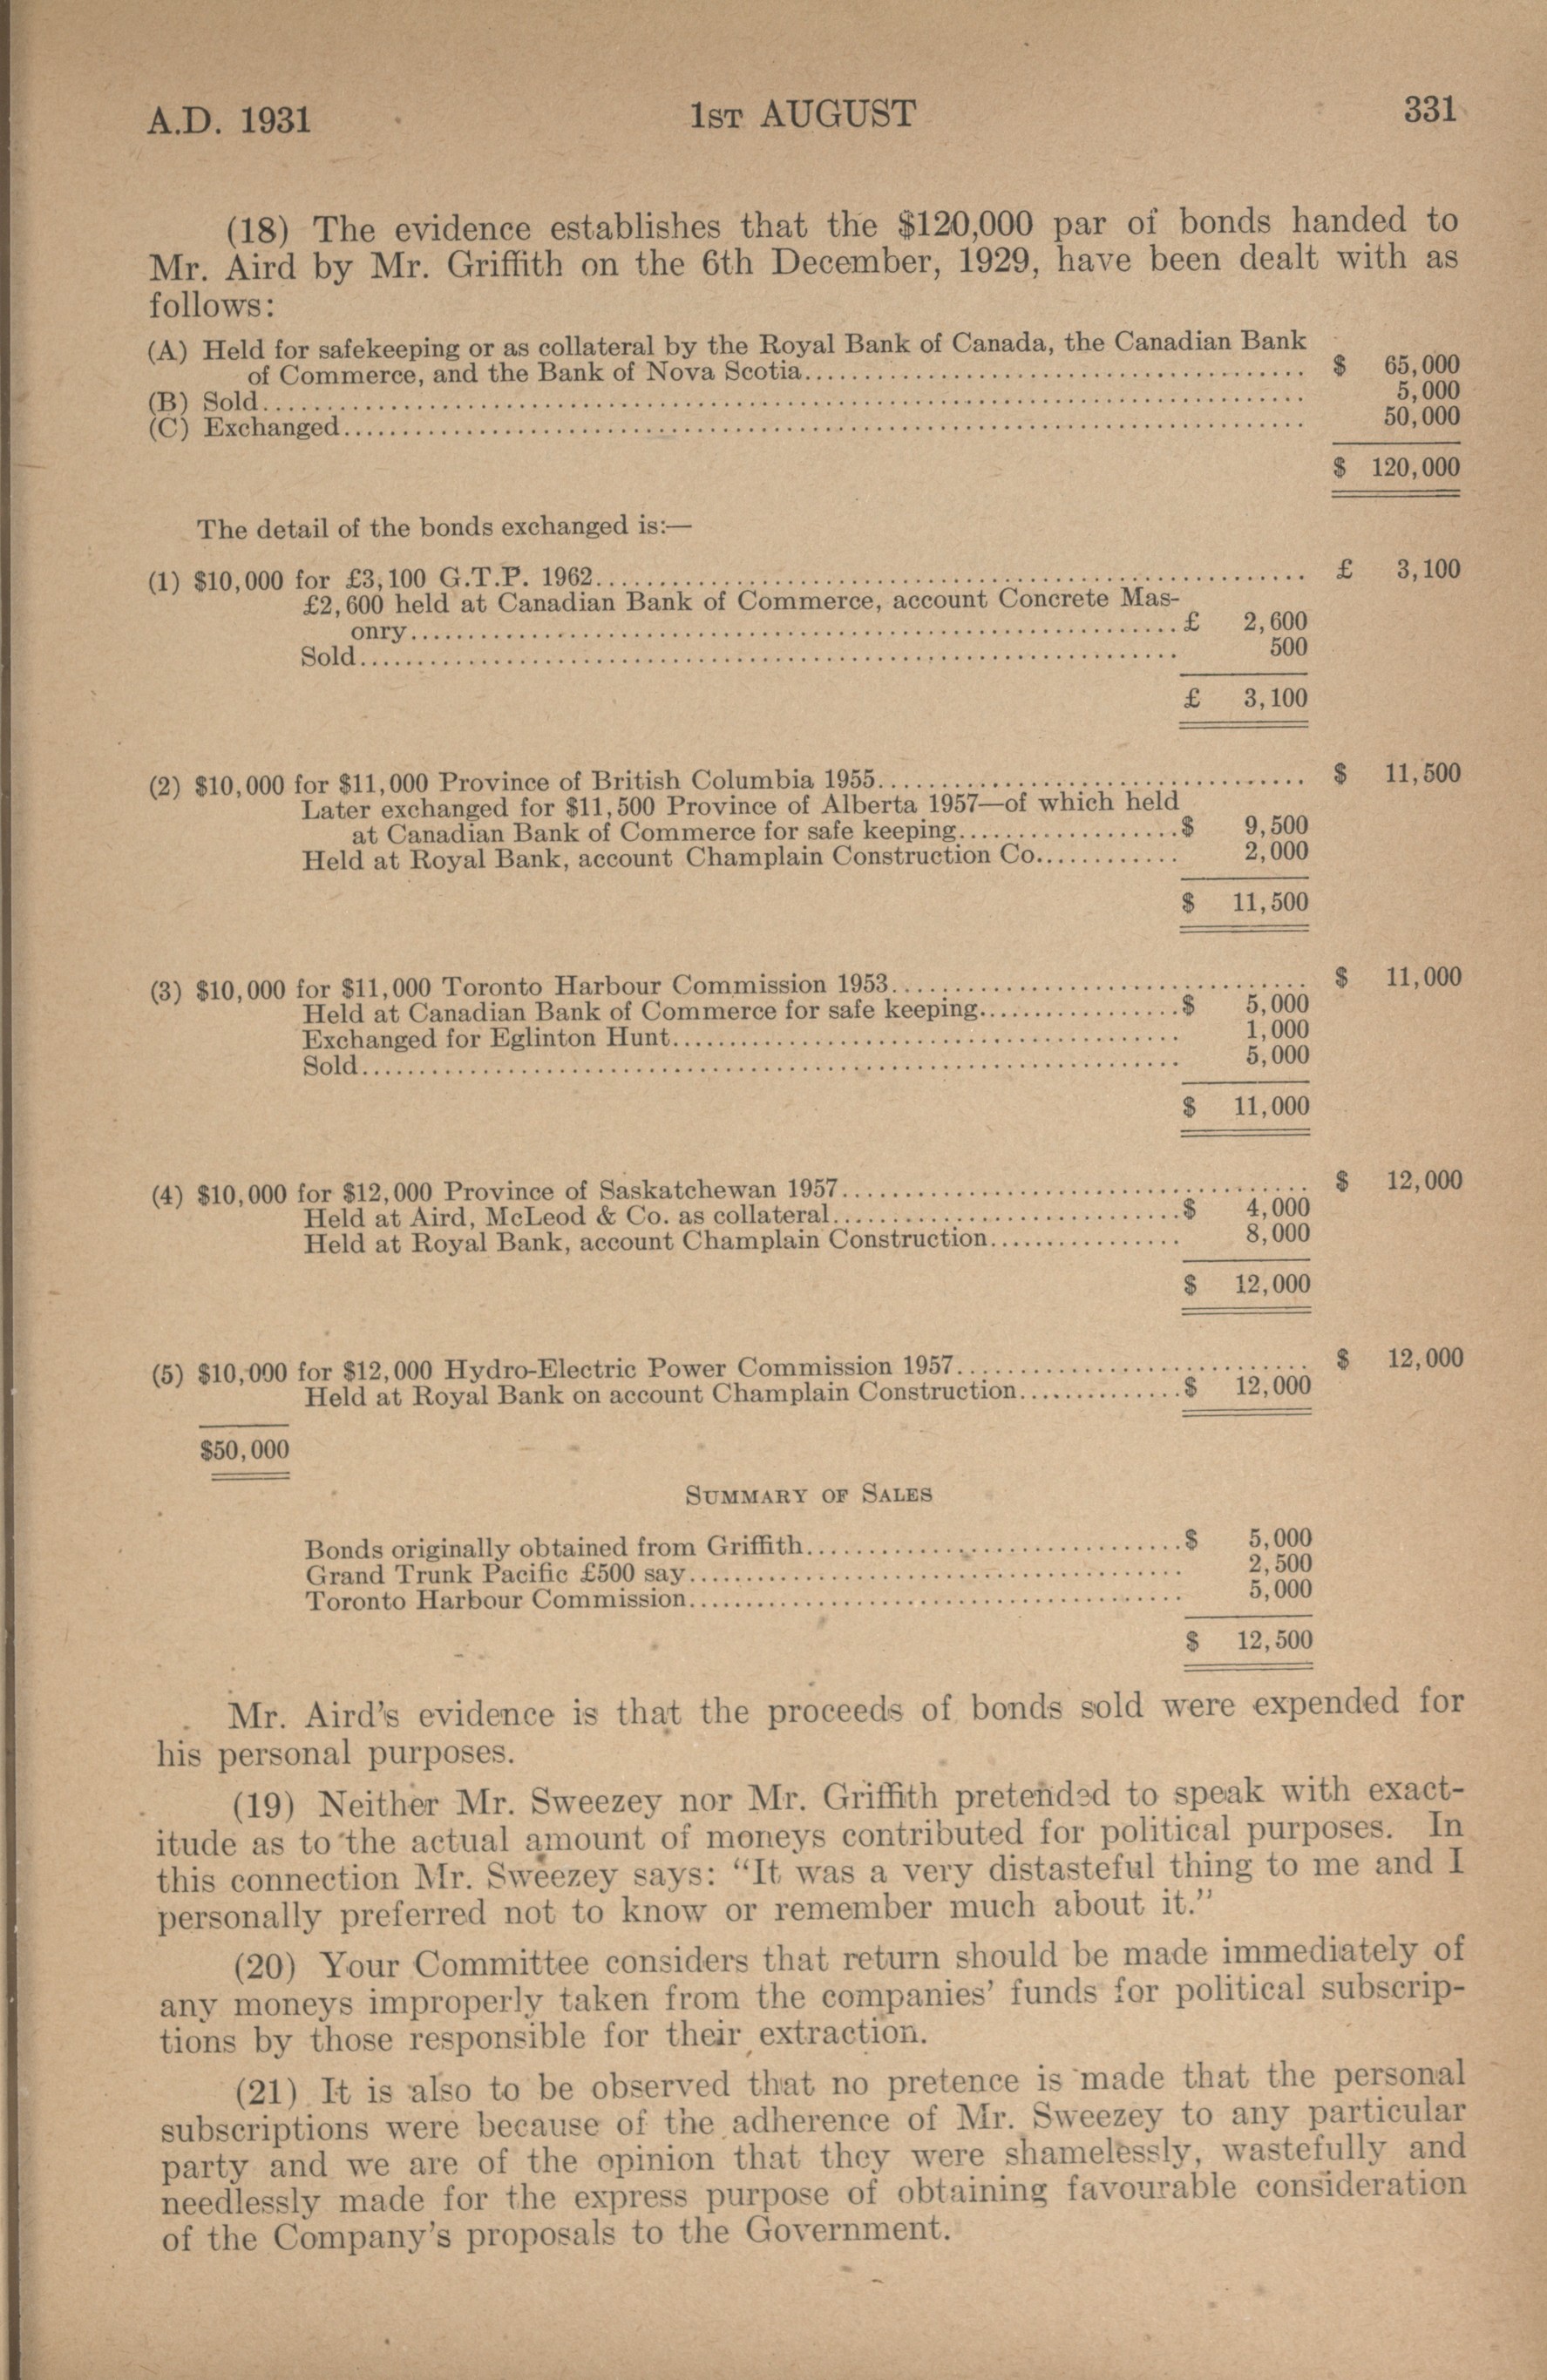 A.D. 1931 1ST AUGUST 331
(18) The evidence establishes that the $120,000 par of bonds handed to
Mr. Aird by Mr. Griffith on the 6th December, 1929, have been dealt with as
follows:
(A) Held for safekeeping or as collateral by the Royal Bank of Canada, the Canadian Bank
of Commerce, and the Bank of Nova Scotia.......... $ 65,000
(B) Sold.......... 5,000
(C) Exchanged.......... 50,000
$ 120,000
The detail of the bonds exchanged is:—
(1) $10,000 for £3,100 G.T.P. 1962.......... £ 3,100
£2,600 held at Canadian Bank of Commerce, account Concrete Mas-
onry.......... £ 2,600
Sold.......... 500
£ 3,100
(2) $10,000 for $11,000 Province of British Columbia 1955.......... $ 11,500
Later exchanged for $11,500 Province of Alberta 1957—of which held
at Canadian Bank of Commerce for safe keeping.......... $ 9,500
Held at Royal Bank, account Champlain Construction Co.......... 2,000
$ 11,500
(3) $10,000 for $11,000 Toronto Harbour Commission 1953.......... $ 11,000
Held at Canadian Bank of Commerce for safe keeping.......... $ 5,000
Exchanged for Eglinton Hunt.......... 1,000
Sold.......... 5,000
$ 11,000
(4) $10,000 for $12,000 Province of Saskatchewan 1957.......... $ 12,000
Held at Aird, McLeod & Co. as collateral.......... $ 4,000
Held at Royal Bank, account Champlain Construction.......... 8,000
$ 12,000
(5) $10,000 for $12,000 Hydro-Electric Power Commission 1957.......... $ 12,000
Held at Royal Bank on account Champlain Construction.......... $ 12,000
$50,000
SUMMARY OF SALES
Bonds originally obtained from Griffith.......... $ 5,000
Grand Trunk Pacific £500 say.......... 2,500
Toronto Harbour Commission.......... 5,000
$ 12,500
Mr. Aird's evidence is that the proceeds of bonds sold were expended for
his personal purposes.
(19) Neither Mr. Sweezey nor Mr. Griffith pretended to speak with exact-
itude as to the actual amount of moneys contributed for political purposes. In
this connection Mr. Sweezey says: "It was a very distasteful thing to me and I
personally preferred not to know or remember much about it."
(20) Your Committee considers that return should be made immediately of
any moneys improperly taken from the companies' funds for political subscrip-
tions by those responsible for their extraction.
(21) It is also to be observed that no pretence is made that the personal
subscriptions were because of the adherence of Mr. Sweezey to any particular
party and we are of the opinion that they were shamelessly, wastefully and
needlessly made for the express purpose of obtaining favourable consideration
of the Company's proposals to the Government.